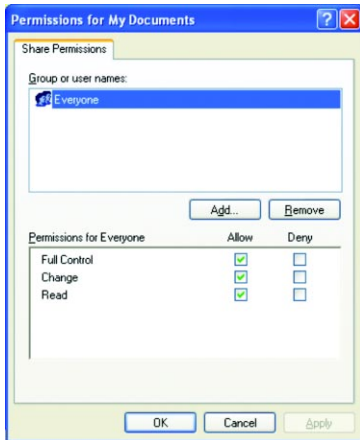 Permissions for My Documents
Share Permissions
Group or user names:
Everyone
Add... Remove
Permissions for Everyone Allow Deny
Full Control
Change
Read
OK Cancel Apply